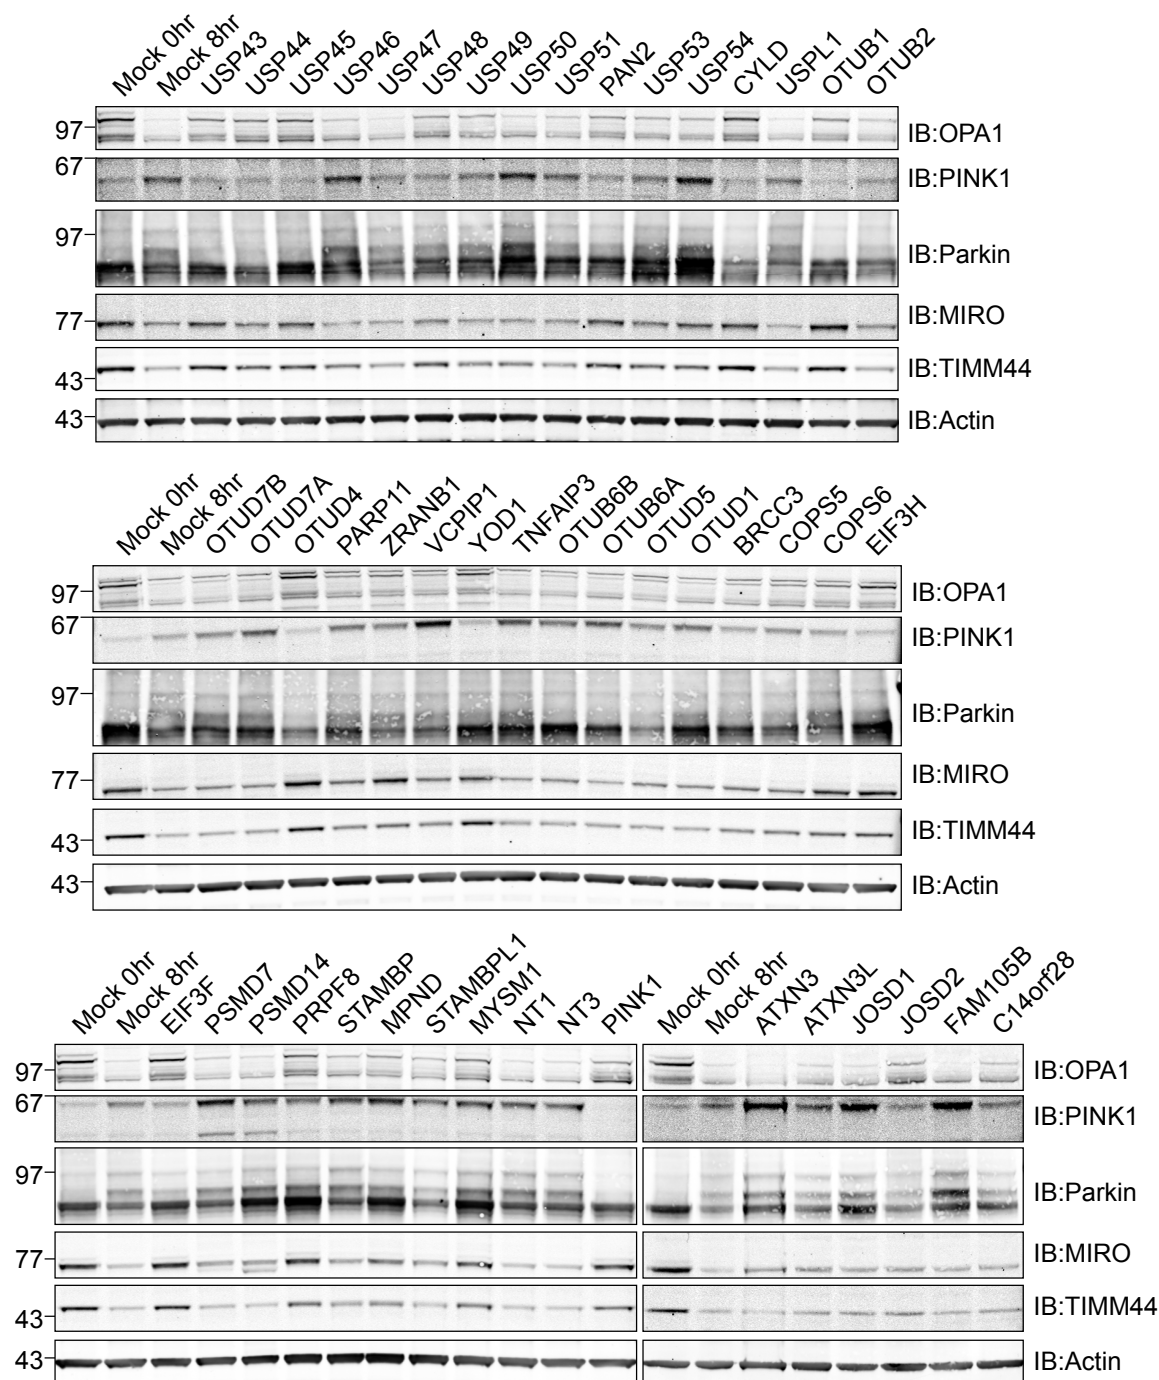 Mock 0hr Mock 8hr USP43 USP44 USP45 USP46 USP47 USP48 USP49 USP50 USP51 PAN2 USP53 USP54 CYLD USPL1 OTUB1 OTUB2
97 IB:OPA1
67 IB:PINK1
97 IB:Parkin
77 IB:MIRO
43 IB:TIMM44
43 IB:Actin
Mock 0hr Mock 8hr OTUD7B OTUD7A OTUD4 PARP11 ZRANB1 VCPIP1 YOD1 TNFAIP3 OTUB6B OTUB6A OTUD5 OTUD1 BRCC3 COPS5 COPS6 EIF3H
97 IB:OPA1
67 IB:PINK1
97 IB:Parkin
77 IB:MIRO
43 IB:TIMM44
43 IB:Actin
Mock 0hr Mock 8hr EIF3F PSMD7 PSMD14 PRPF8 STAMBP MPND STAMBPL1 MYSM1 NT1 NT3 PINK1 Mock 0hr Mock 8hr ATXN3 ATXN3L JOSD1 JOSD2 FAM105B C14orf28
97 IB:OPA1
67 IB:PINK1
97 IB:Parkin
77 IB:MIRO
43 IB:TIMM44
43 IB:Actin